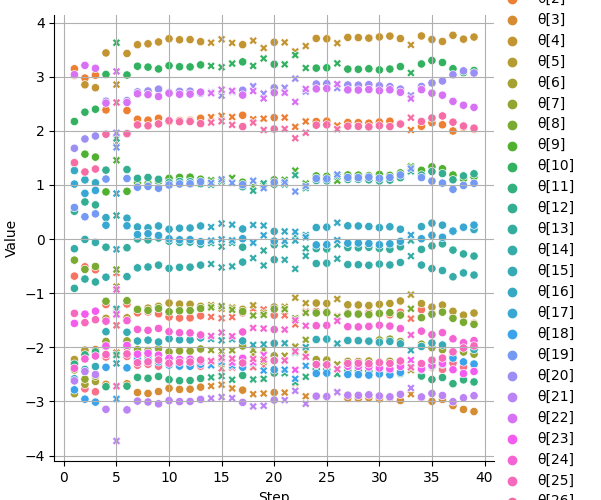 θ[2]
θ[3]
θ[4]
θ[5]
θ[6]
θ[7]
θ[8]
θ[9]
θ[10]
θ[11]
θ[12]
θ[13]
θ[14]
θ[15]
θ[16]
θ[17]
θ[18]
θ[19]
θ[20]
θ[21]
θ[22]
θ[23]
θ[24]
θ[25]
θ[26]
4
3
2
1
0
−1
−2
−3
−4
Value
0 5 10 15 20 25 30 35 40
Step